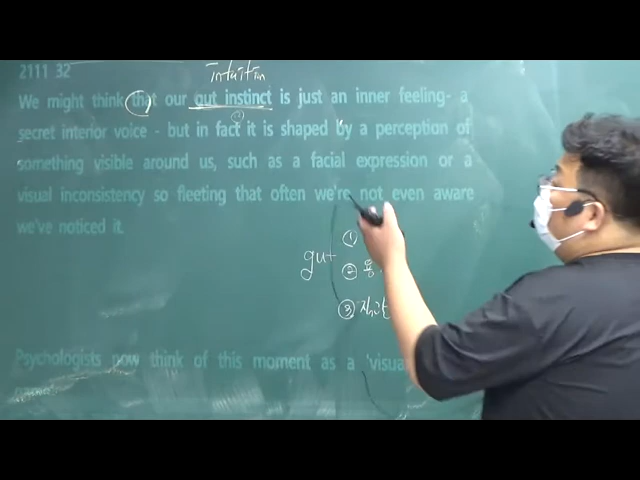 2111 32
intuition
We might think that our gut instinct is just an inner feeling- a
secret interior voice - but in fact it is shaped by a perception of
something visible around us, such as a facial expression or a
visual inconsistency so fleeting that often we're not even aware
we've noticed it.
gut ①
②
③
Psychologists now think of this moment as a 'visual